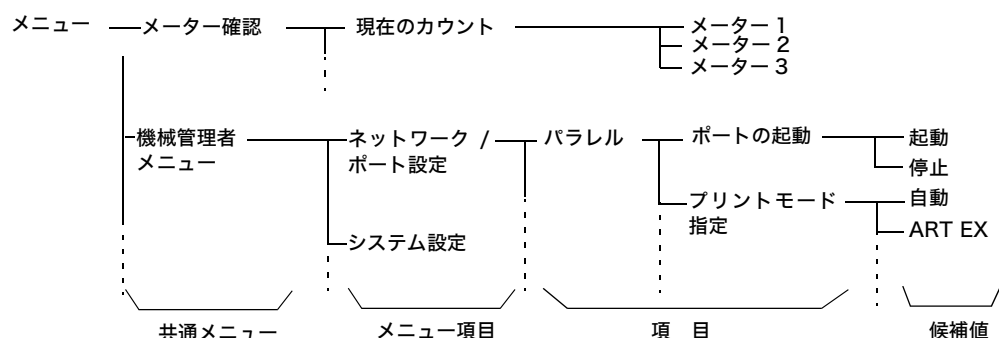 メニュー
メーター確認
現在のカウント
メーター1
メーター2
メーター3
機械管理者
メニュー
ネットワーク /
ポート設定
パラレル
ポートの起動
起動
停止
プリントモード
指定
自動
ART EX
システム設定
共通メニュー
メニュー項目
項　目
候補値